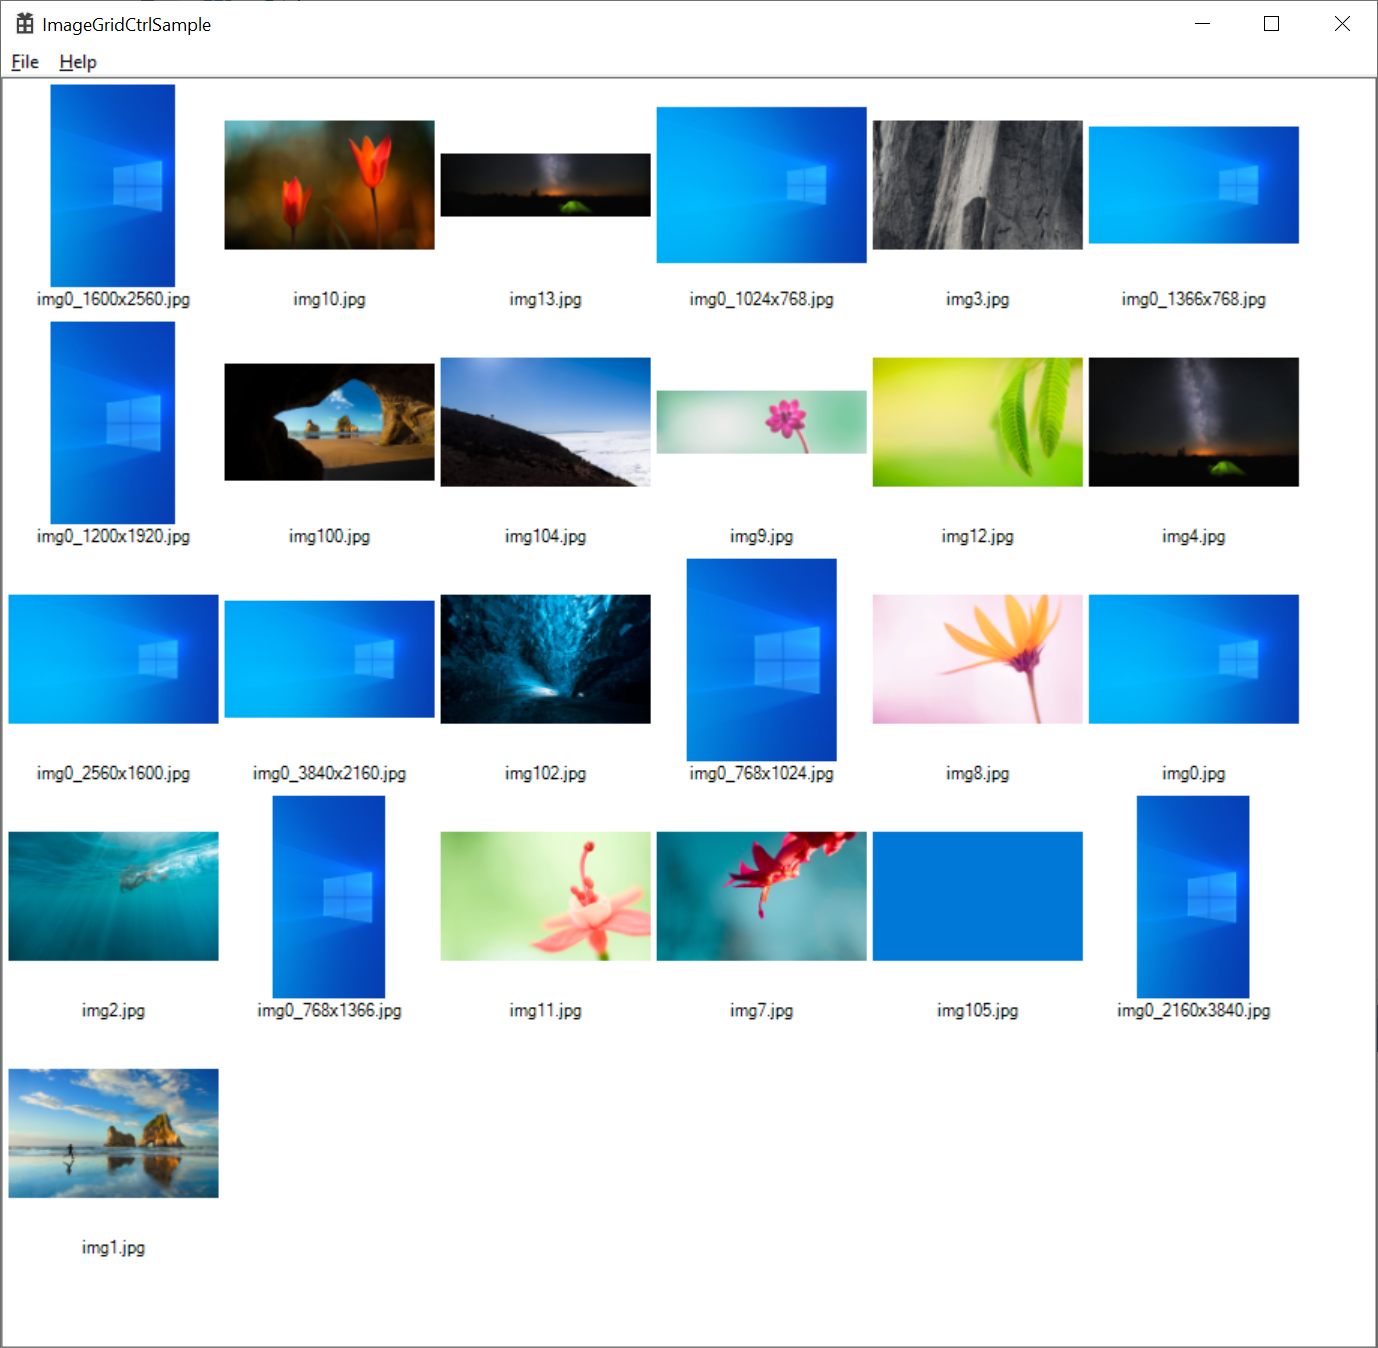 ImageGridCtrlSample
File Help
img0_1600x2560.jpg img10.jpg img13.jpg img0_1024x768.jpg img3.jpg img0_1366x768.jpg
img0_1200x1920.jpg img100.jpg img104.jpg img9.jpg img12.jpg img4.jpg
img0_2560x1600.jpg img0_3840x2160.jpg img102.jpg img0_768x1024.jpg img8.jpg img0.jpg
img2.jpg img0_768x1366.jpg img11.jpg img7.jpg img105.jpg img0_2160x3840.jpg
img1.jpg